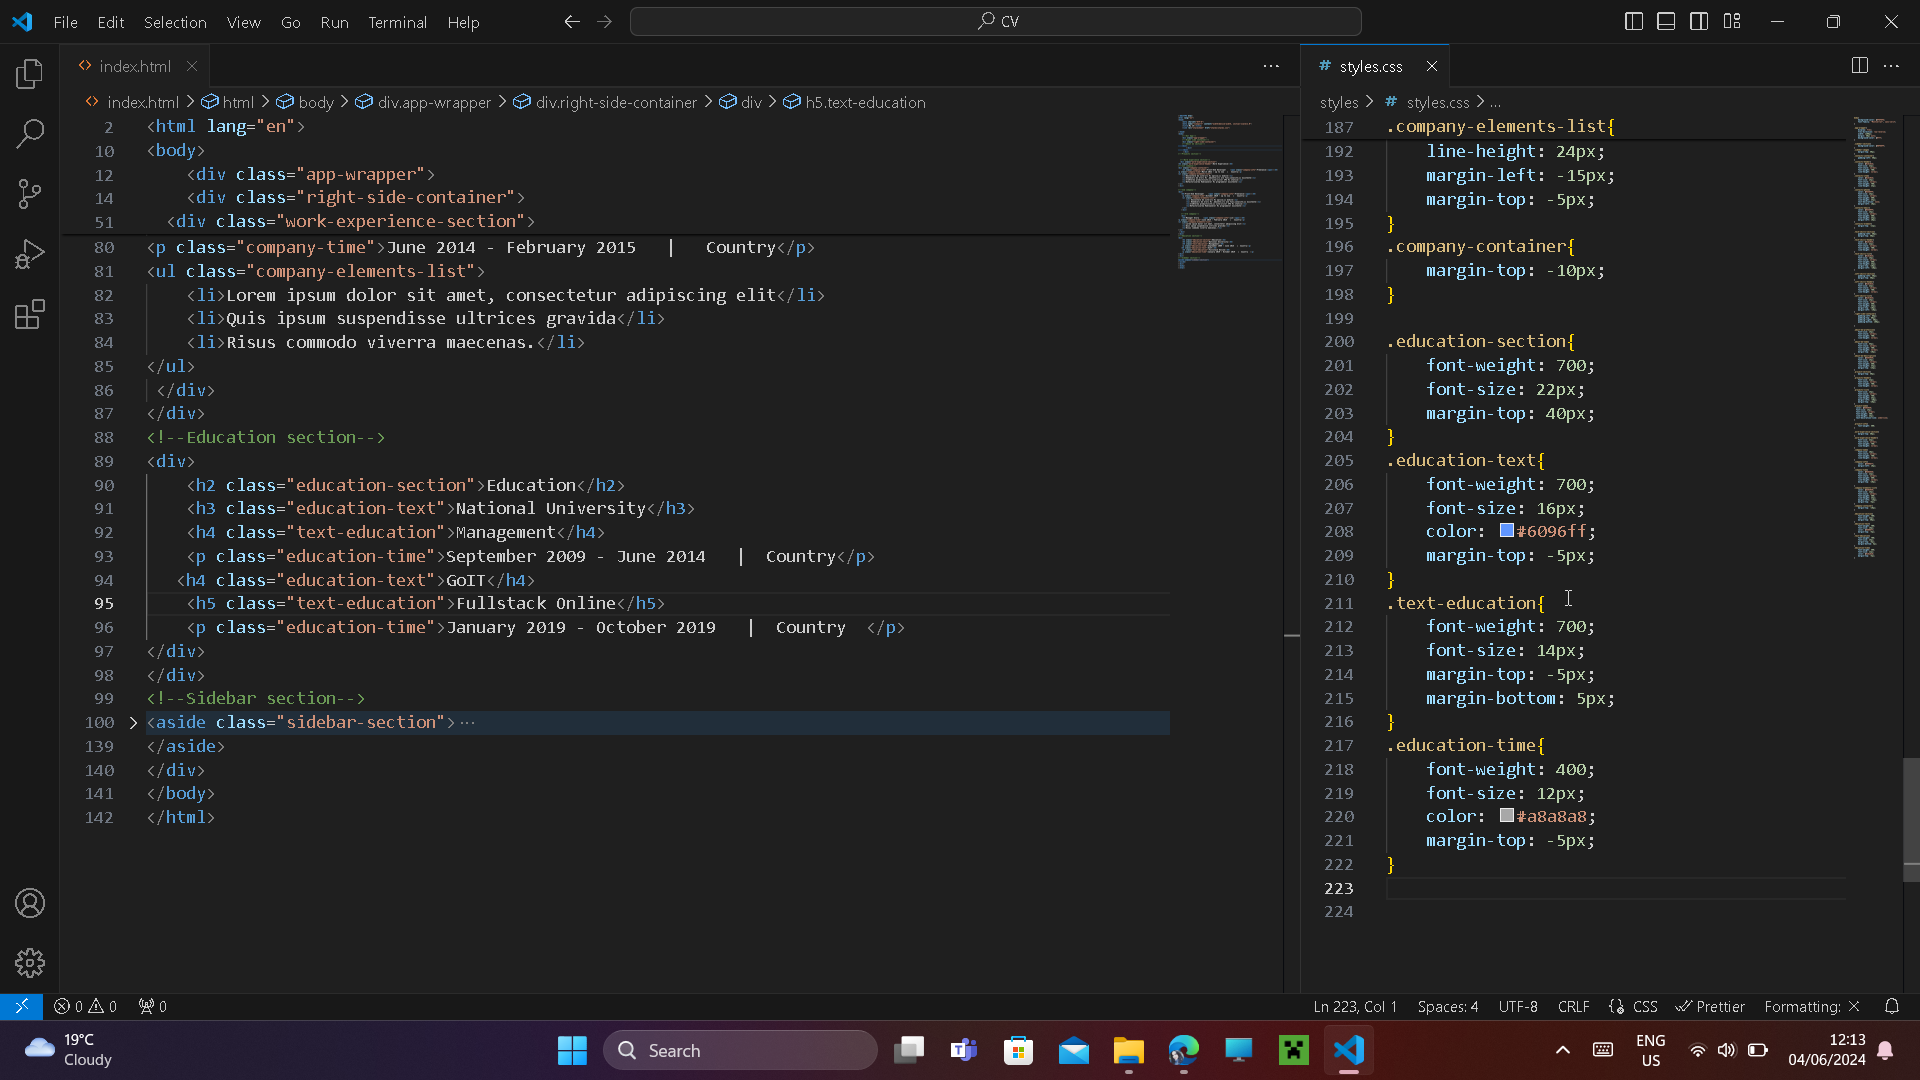 File Edit Selection View Go Run Terminal Help CV
index.html
index.html html body div.app-wrapper div.right-side-container div h5.text-education
2 <html lang="en">
10 <body>
12 <div class="app-wrapper">
14 <div class="right-side-container">
51 <div class="work-experience-section">
80 <p class="company-time">June 2014 - February 2015 | Country</p>
81 <ul class="company-elements-list">
82 <li>Lorem ipsum dolor sit amet, consectetur adipiscing elit</li>
83 <li>Quis ipsum suspendisse ultrices gravida</li>
84 <li>Risus commodo viverra maecenas.</li>
85 </ul>
86 </div>
87 </div>
88 <!--Education section-->
89 <div>
90 <h2 class="education-section">Education</h2>
91 <h3 class="education-text">National University</h3>
92 <h4 class="text-education">Management</h4>
93 <p class="education-time">September 2009 - June 2014 | Country</p>
94 <h4 class="education-text">GoIT</h4>
95 <h5 class="text-education">Fullstack Online</h5>
96 <p class="education-time">January 2019 - October 2019 | Country </p>
97 </div>
98 </div>
99 <!--Sidebar section-->
100 <aside class="sidebar-section">...
139 </aside>
140 </div>
141 </body>
142 </html>
# styles.css
styles # styles.css ...
187 .company-elements-list{
192 line-height: 24px;
193 margin-left: -15px;
194 margin-top: -5px;
195 }
196 .company-container{
197 margin-top: -10px;
198 }
199
200 .education-section{
201 font-weight: 700;
202 font-size: 22px;
203 margin-top: 40px;
204 }
205 .education-text{
206 font-weight: 700;
207 font-size: 16px;
208 color: #6096ff;
209 margin-top: -5px;
210 }
211 .text-education{
212 font-weight: 700;
213 font-size: 14px;
214 margin-top: -5px;
215 margin-bottom: 5px;
216 }
217 .education-time{
218 font-weight: 400;
219 font-size: 12px;
220 color: #a8a8a8;
221 margin-top: -5px;
222 }
223
224
0 0 0 Ln 223, Col 1 Spaces: 4 UTF-8 CRLF {} CSS Prettier Formatting: ×
19°C
Cloudy
Search
ENG
US
12:13
04/06/2024